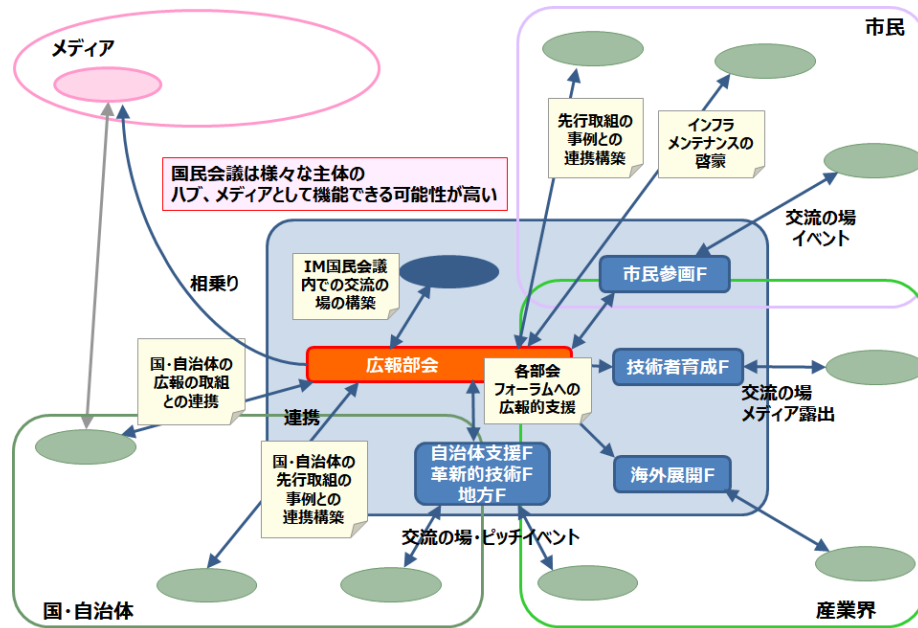 メディア
市民
先行取組の
事例との
連携構築
インフラ
メンテナンスの
啓蒙
国民会議は様々な主体の
ハブ、メディアとして機能できる可能性が高い
交流の場
イベント
IM国民会議
内での交流の
場の構築
市民参画F
相乗り
広報部会
技術者育成F
国・自治体の
広報の取組
との連携
各部会
フォーラムへの
広報的支援
交流の場
メディア露出
連携
自治体支援F
革新的技術F
地方F
海外展開F
国・自治体の
先行取組の
事例との
連携構築
交流の場・ピッチイベント
国・自治体
産業界